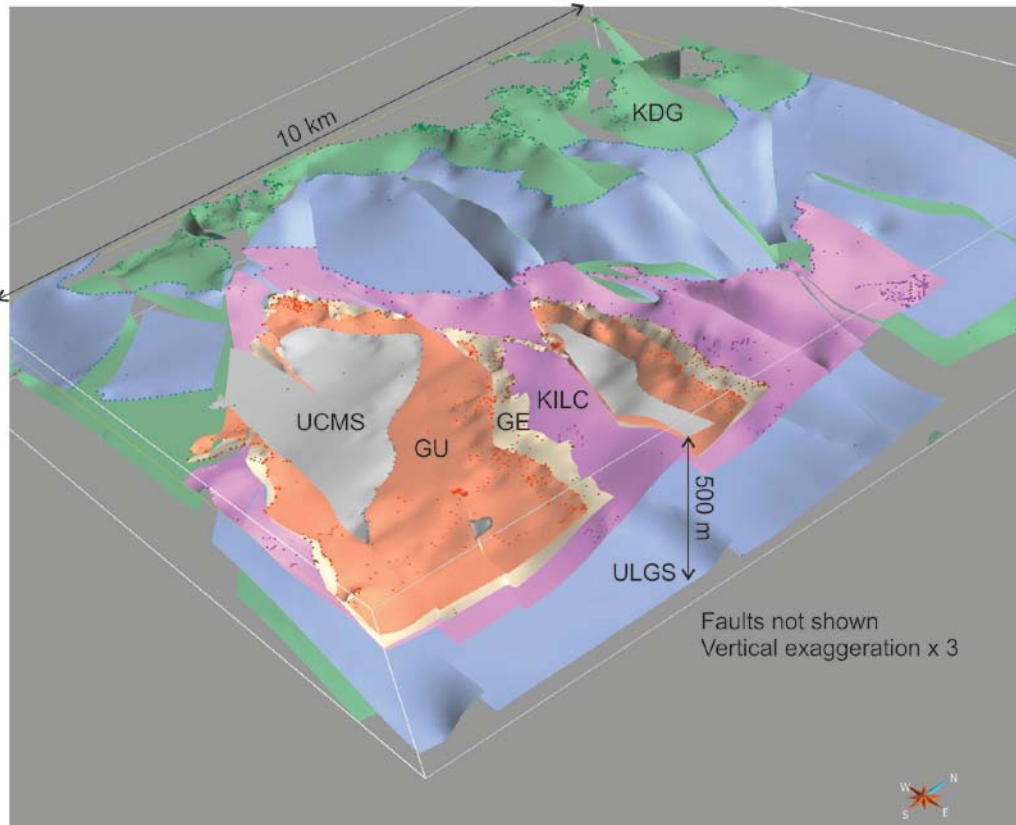 10 km
KDG
UCMS
GU
GE
KILC
500 m
ULGS
Faults not shown
Vertical exaggeration x 3
W
N
S
E